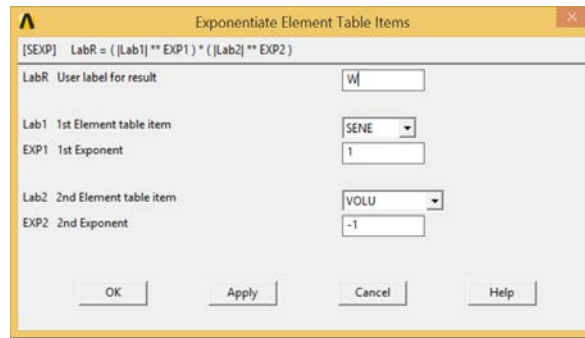 Exponentiate Element Table Items
[SEXP] LabR = ( |Lab1| ** EXP1 ) * ( |Lab2| ** EXP2 )
LabR User label for result W
Lab1 1st Element table item SENE
EXP1 1st Exponent 1
Lab2 2nd Element table item VOLU
EXP2 2nd Exponent -1
OK Apply Cancel Help